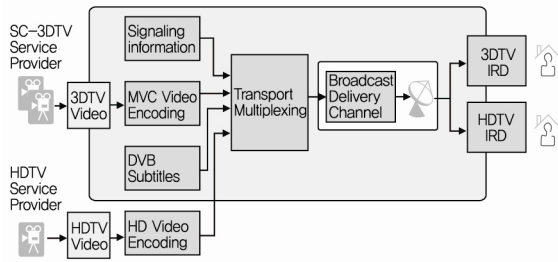 SC-3DTV
Service
Provider
3DTV
Video
Signaling
information
MVC Video
Encoding
DVB
Subtitles
Transport
Multiplexing
Broadcast
Delivery
Channel
3DTV
IRD
HDTV
IRD
HDTV
Service
Provider
HDTV
Video
HD Video
Encoding